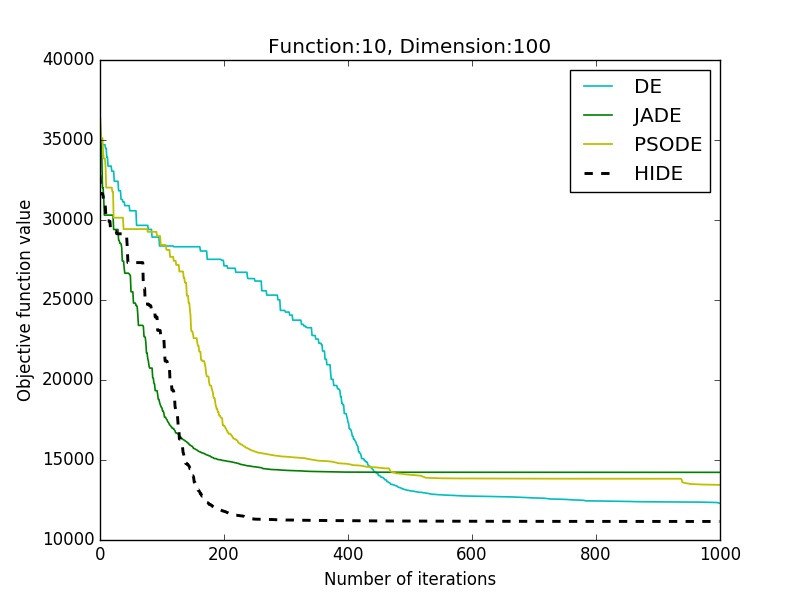 Function:10, Dimension:100
40000
35000
30000
25000
20000
15000
10000
Objective function value
0
200
400
600
800
1000
Number of iterations
DE
JADE
PSODE
HIDE